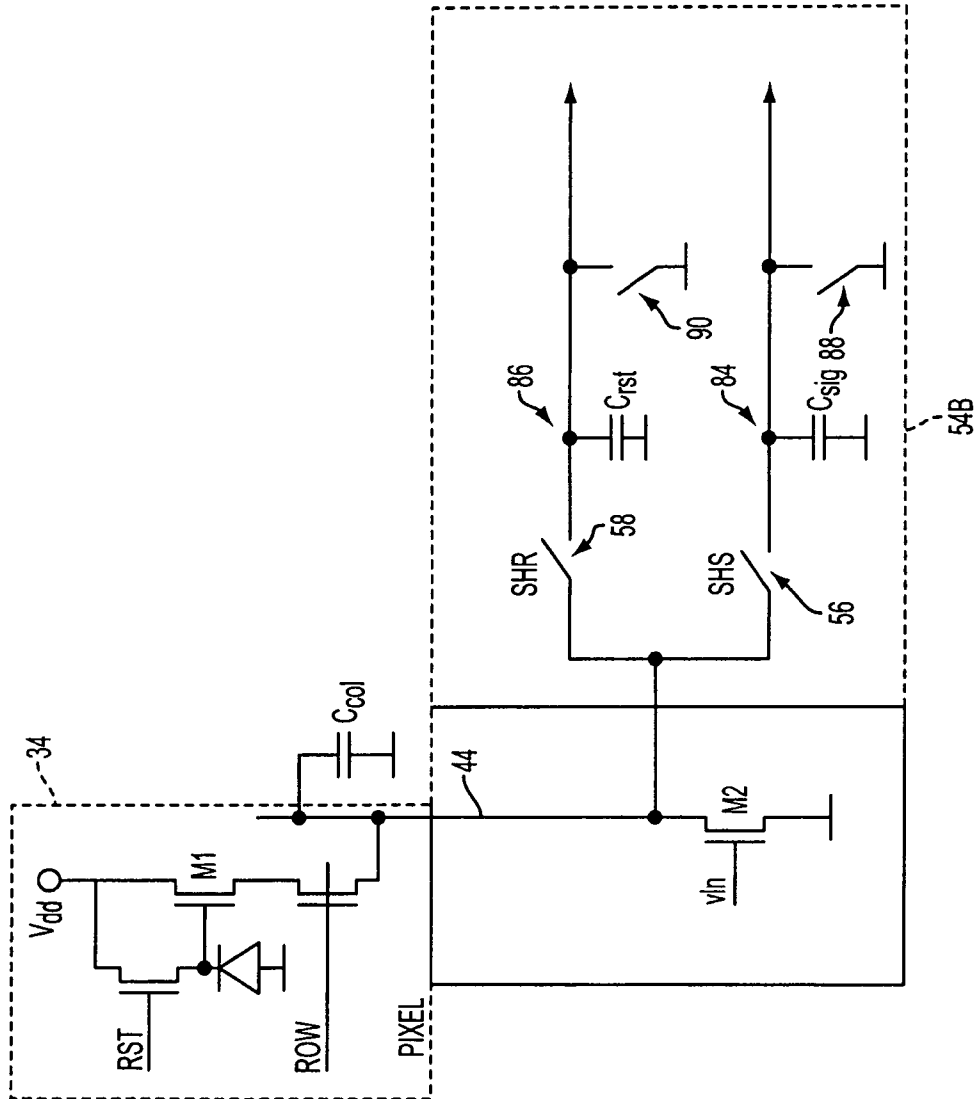 34
Vdd
M1
Ccol
RST
ROW
PIXEL
44
vln
M2
SHR
58
86
Crst
90
SHS
56
84
Csig
88
54B